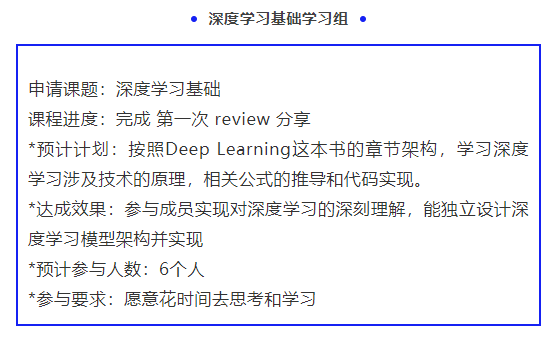 • 深度学习基础学习组 •
申请课题：深度学习基础
课程进度：完成 第一次 review 分享
*预计计划：按照Deep Learning这本书的章节架构，学习深度
学习涉及技术的原理，相关公式的推导和代码实现。
*达成效果：参与成员实现对深度学习的深刻理解，能独立设计深
度学习模型架构并实现
*预计参与人数：6个人
*参与要求：愿意花时间去思考和学习